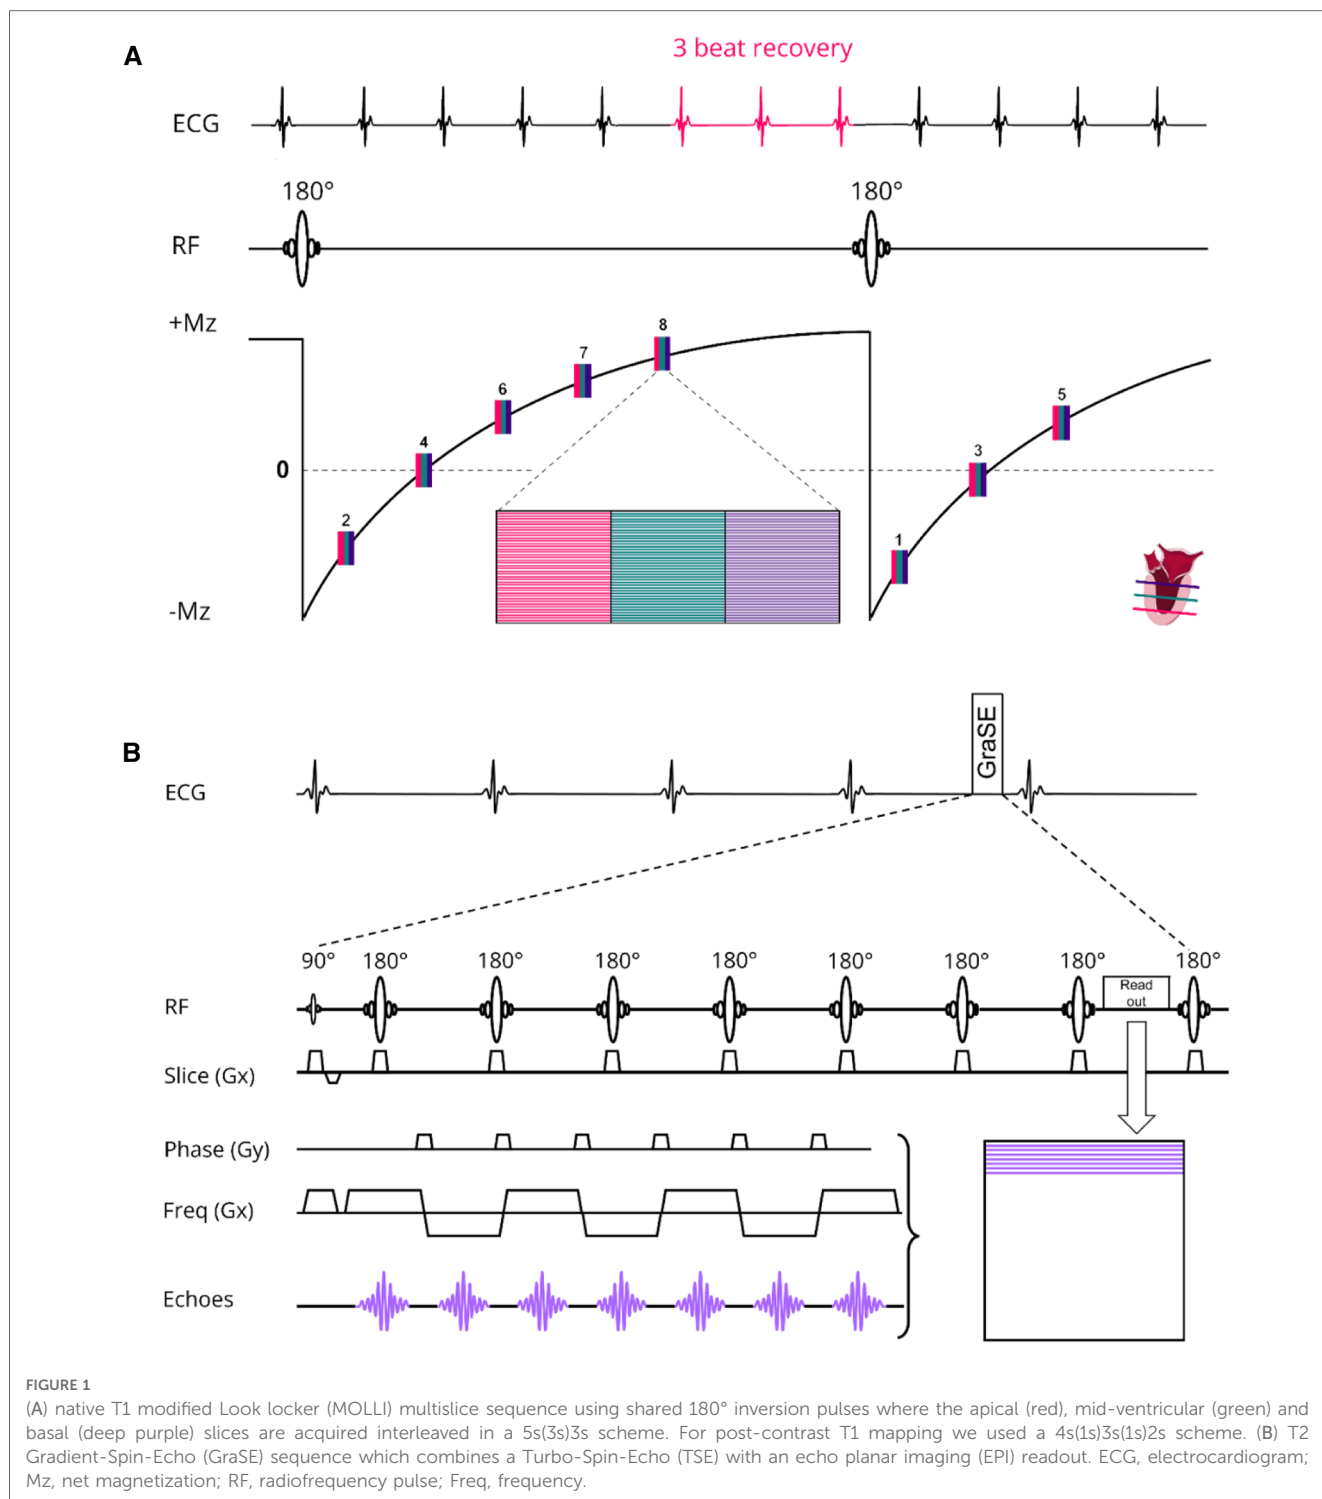 A
3 beat recovery
ECG
180°
180°
RF
+Mz
8
7
6
5
4
3
0
2
1
-Mz
GraSE
B
ECG
90°
180°
180°
180°
180°
180°
180°
180°
180°
RF
Read
out
Slice (Gx)
Phase (Gy)
Freq (Gx)
Echoes
FIGURE 1
(A) native T1 modified Look locker (MOLLI) multislice sequence using shared 180° inversion pulses where the apical (red), mid-ventricular (green) and
basal (deep purple) slices are acquired interleaved in a 5s(3s)3s scheme. For post-contrast T1 mapping we used a 4s(1s)3s(1s)2s scheme. (B) T2
Gradient-Spin-Echo (GraSE) sequence which combines a Turbo-Spin-Echo (TSE) with an echo planar imaging (EPI) readout. ECG, electrocardiogram;
Mz, net magnetization; RF, radiofrequency pulse; Freq, frequency.